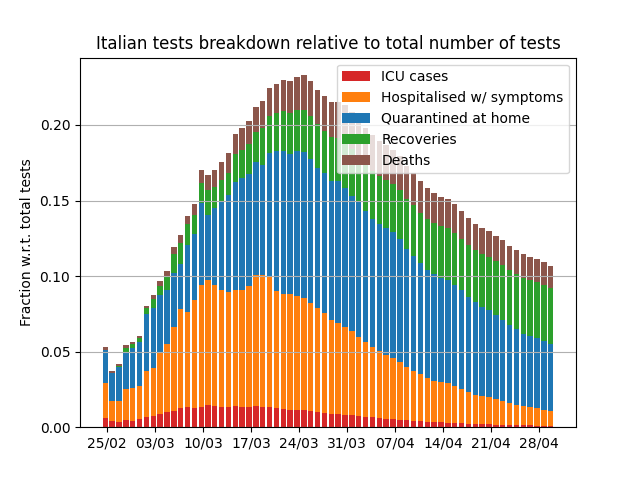 Italian tests breakdown relative to total number of tests
ICU cases
Hospitalised w/ symptoms
Quarantined at home
Recoveries
Deaths
Fraction w.r.t. total tests
0.20
0.15
0.10
0.05
0.00
25/02 03/03 10/03 17/03 24/03 31/03 07/04 14/04 21/04 28/04